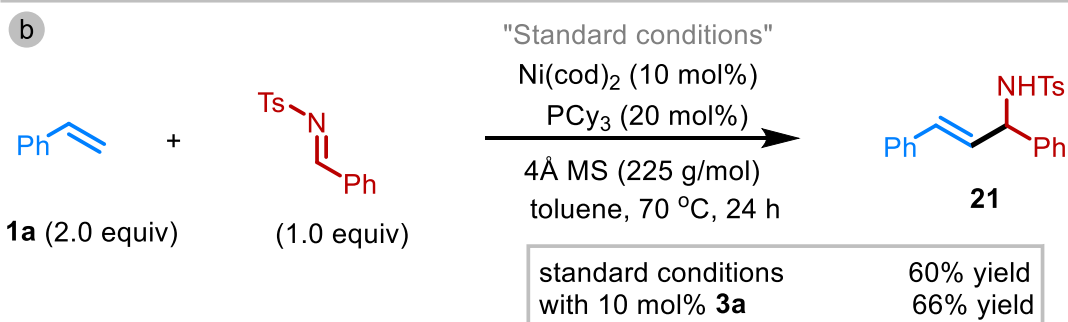 b
"Standard conditions"
Ni(cod)2 (10 mol%)
PCy3 (20 mol%)
4Å MS (225 g/mol)
toluene, 70 °C, 24 h
Ph
+
Ts
N
Ph
NHTs
Ph
Ph
1a (2.0 equiv)
(1.0 equiv)
21
standard conditions 60% yield
with 10 mol% 3a 66% yield